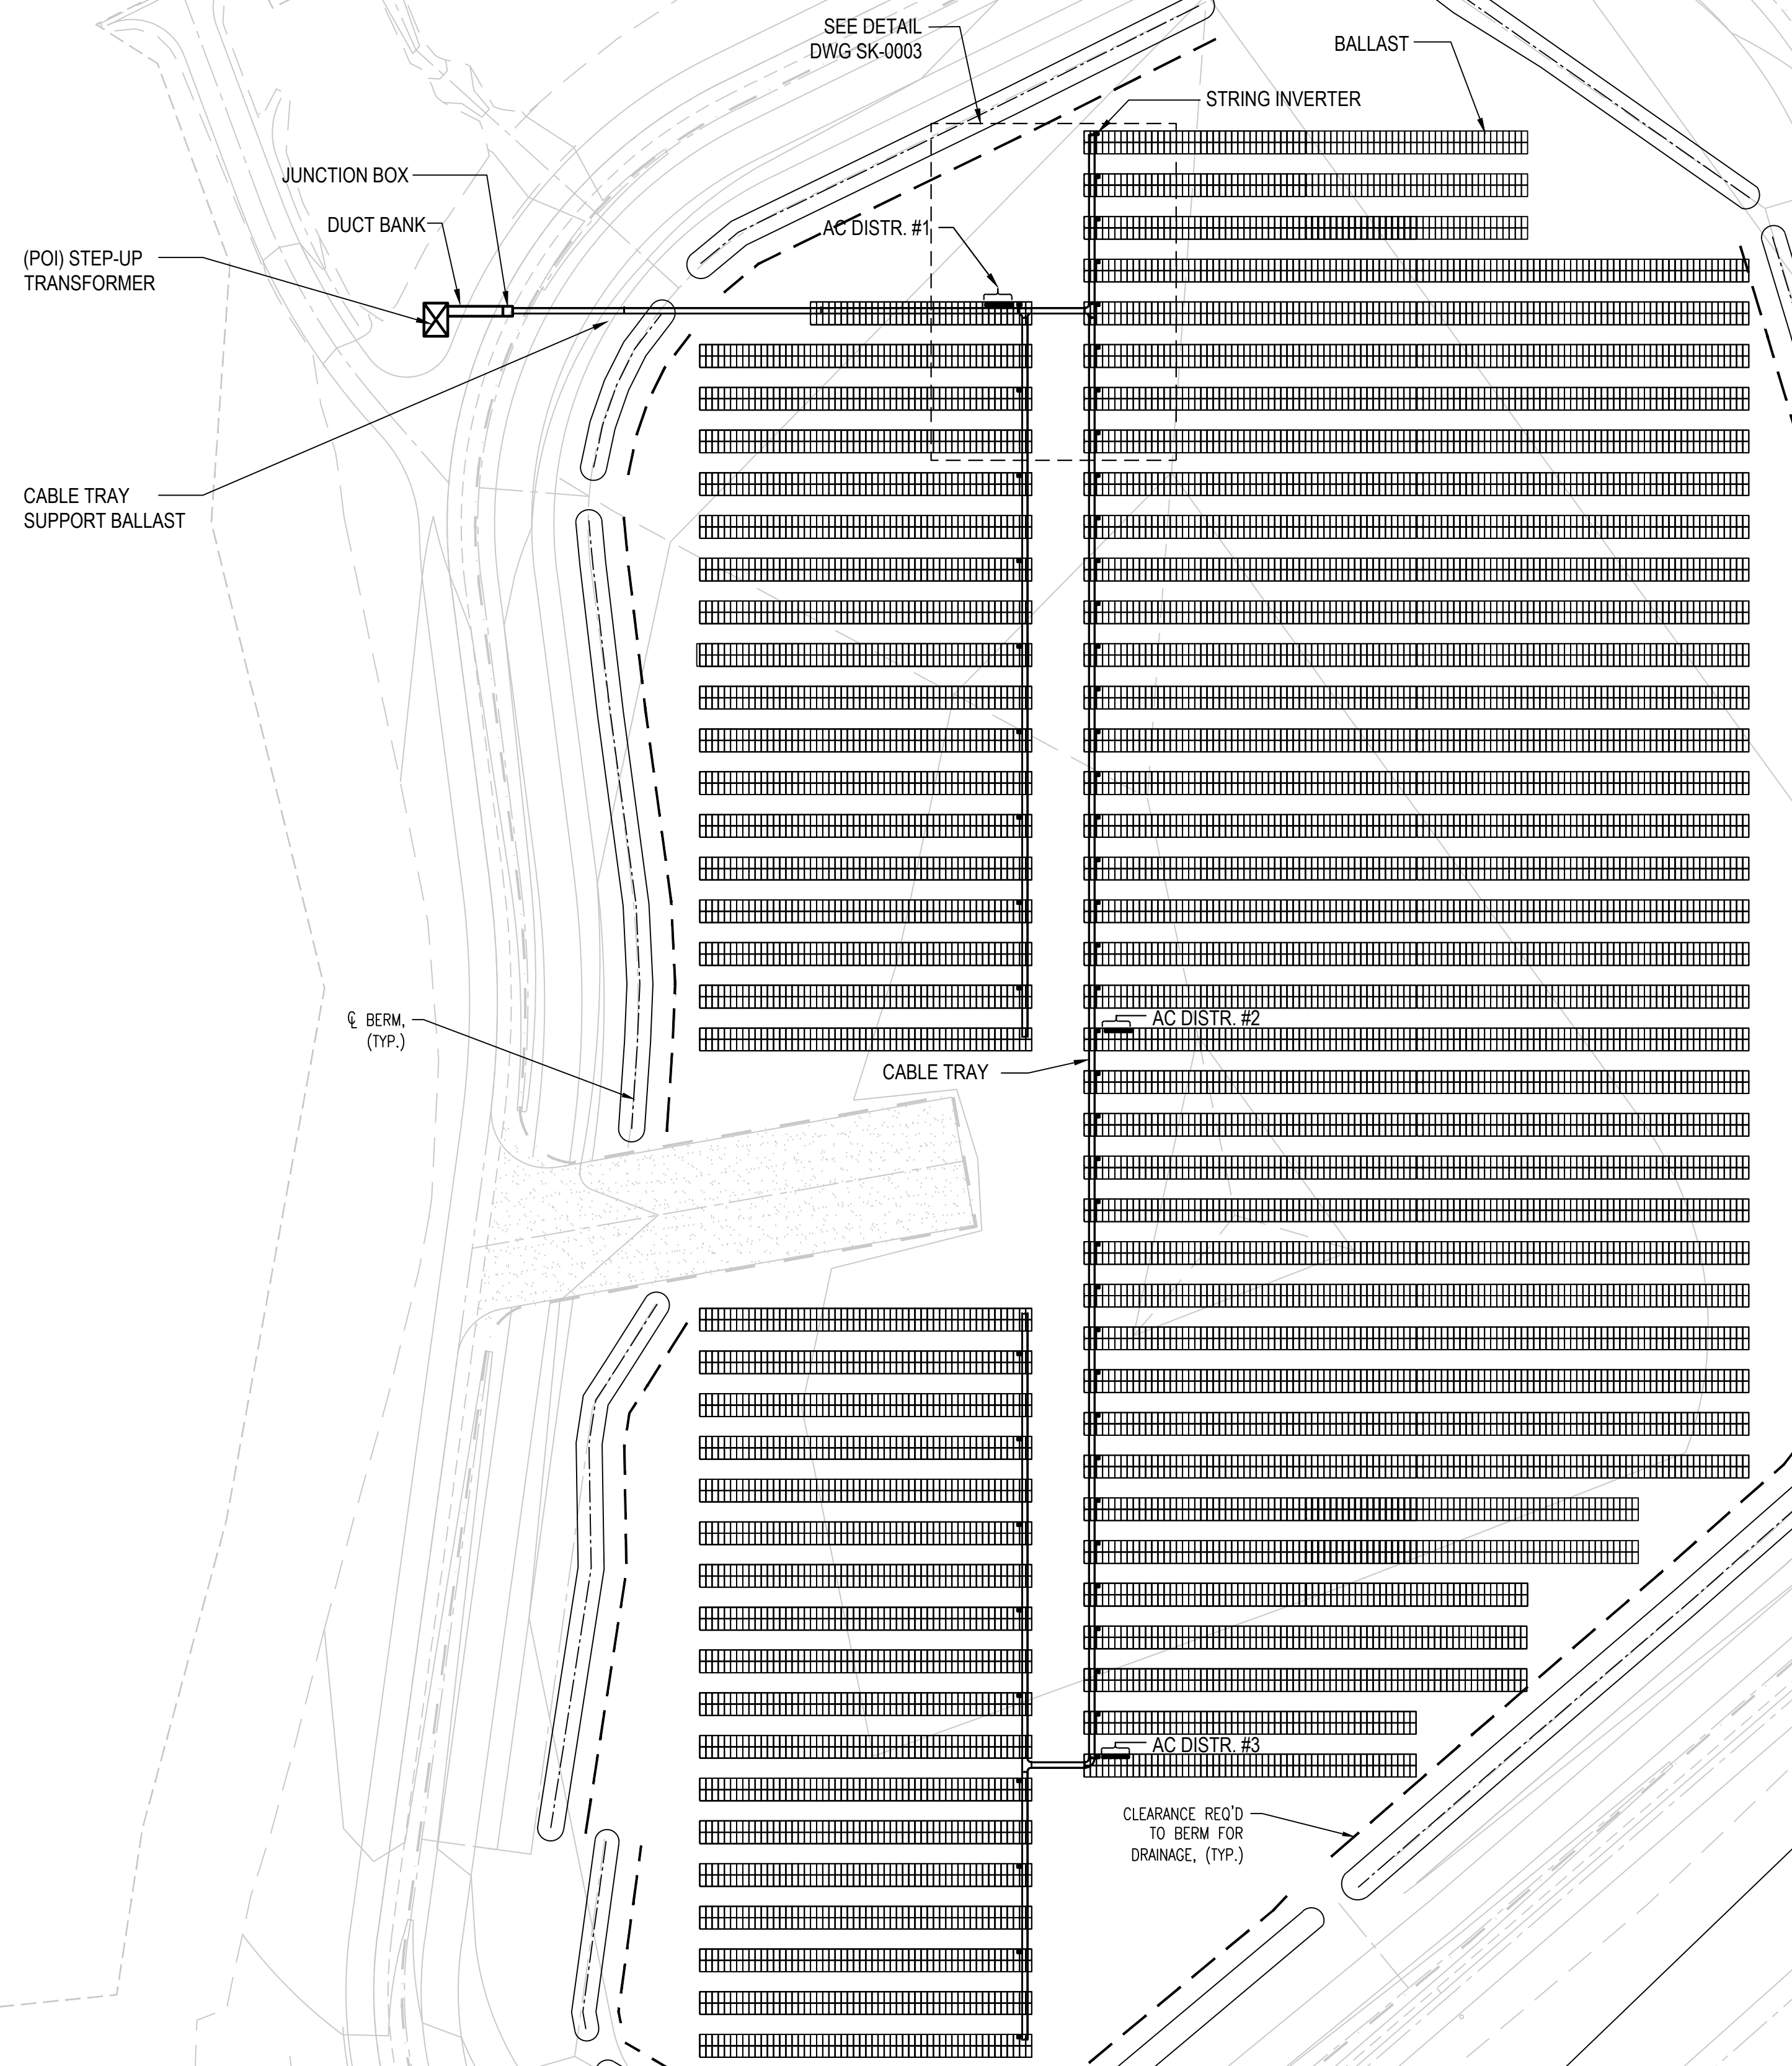 SEE DETAIL
DWG SK-0003
BALLAST
STRING INVERTER
JUNCTION BOX
DUCT BANK
AC DISTR. #1
(POI) STEP-UP
TRANSFORMER
CABLE TRAY
SUPPORT BALLAST
℄ BERM,
(TYP.)
AC DISTR. #2
CABLE TRAY
AC DISTR. #3
CLEARANCE REQ'D
TO BERM FOR
DRAINAGE, (TYP.)